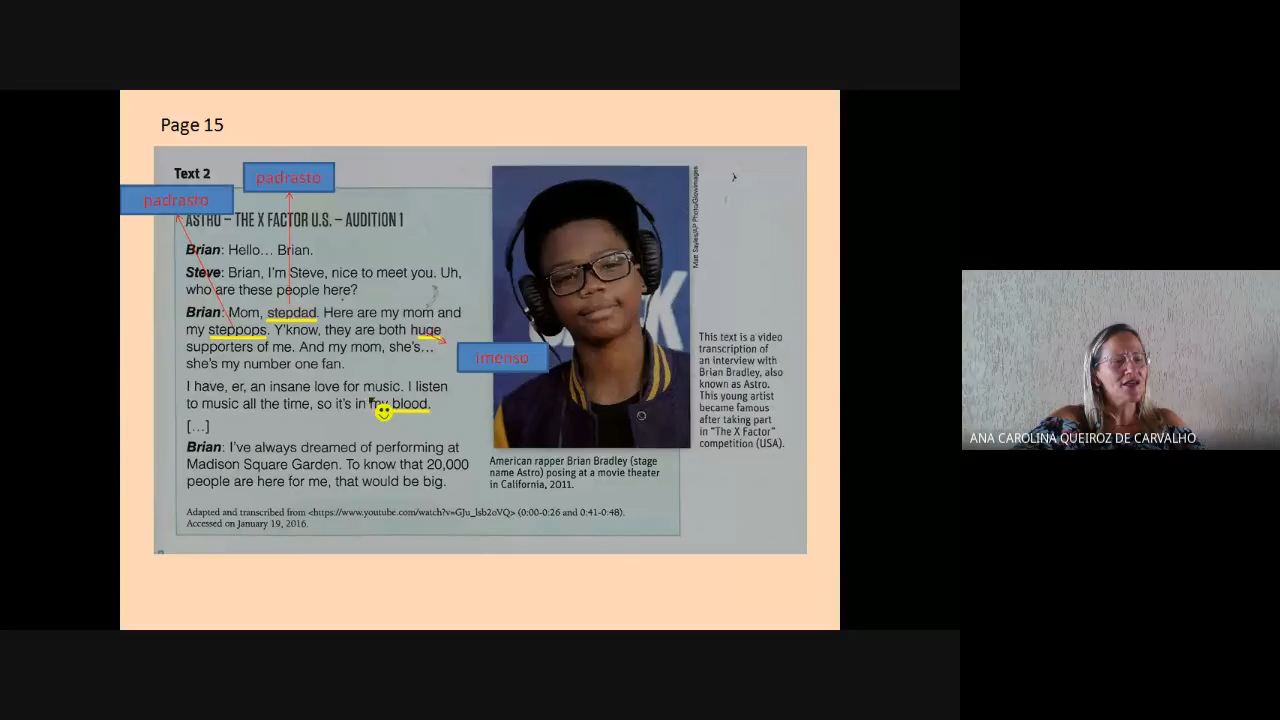 Page 15
Text 2
padrasto
padrasto
ASTRO – THE X FACTOR U.S. – AUDITION 1
Brian: Hello... Brian.
Steve: Brian, I'm Steve, nice to meet you. Uh,
who are these people here?
Brian: Mom, stepdad. Here are my mom and
my steppops. Y'know, they are both huge
supporters of me. And my mom, she's...
she's my number one fan.
imenso
I have, er, an insane love for music. I listen
to music all the time, so it's in my blood.
[...]
Brian: I've always dreamed of performing at
Madison Square Garden. To know that 20,000
people are here for me, that would be big.
Adapted and transcribed from <https://www.youtube.com/watch?v=GJu_lsb2oVQ> (0:00-0:26 and 0:41-0:48).
Accessed on January 19, 2016.
Matt Sayles/AP Photo/Glowimages
American rapper Brian Bradley (stage
name Astro) posing at a movie theater
in California, 2011.
This text is a video
transcription of
an interview with
Brian Bradley, also
known as Astro.
This young artist
became famous
after taking part
in "The X Factor"
competition (USA).
ANA CAROLINA QUEIROZ DE CARVALHO